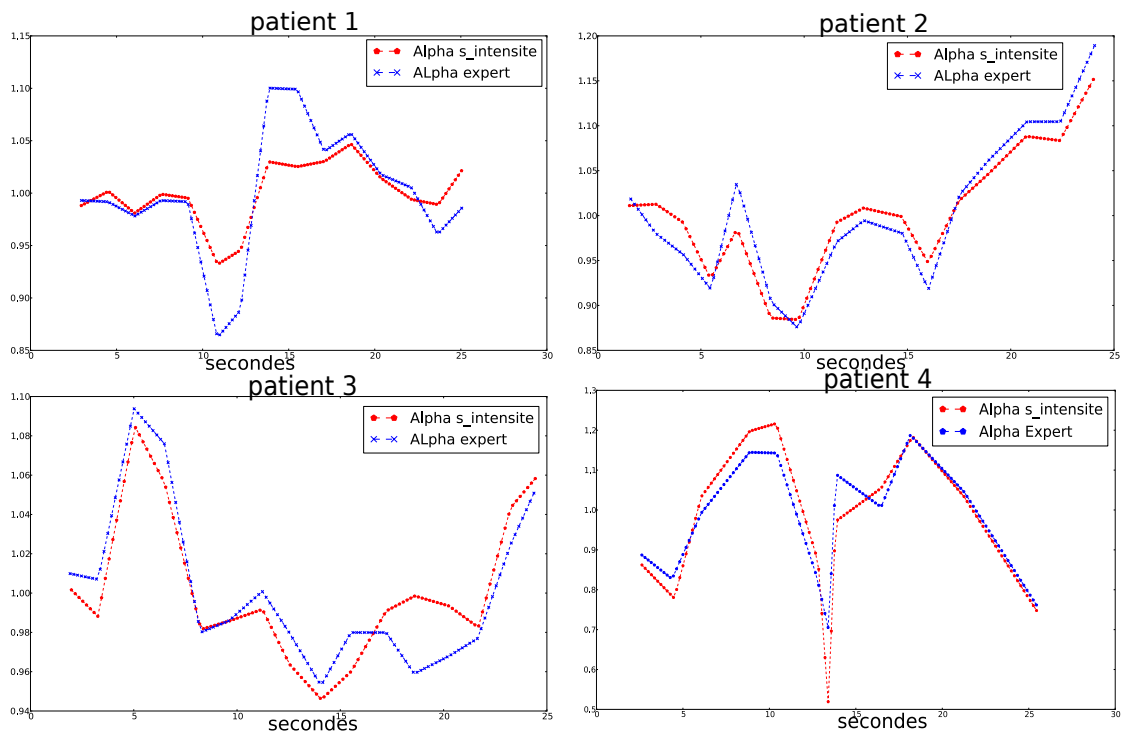 patient 1
1.15
1.10
1.05
1.00
0.95
0.90
0.85
0 5 10 15 20 25 30
secondes
Alpha s_intensite
ALpha expert
patient 2
1.20
1.15
1.10
1.05
1.00
0.95
0.90
0.85
0 5 10 15 20 25
secondes
Alpha s_intensite
ALpha expert
patient 3
1.10
1.08
1.06
1.04
1.02
1.00
0.98
0.96
0.94
0 5 10 15 20 25
secondes
Alpha s_intensite
ALpha expert
patient 4
1.3
1.2
1.1
1.0
0.9
0.8
0.7
0.6
0.5
0 5 10 15 20 25 30
secondes
Alpha s_intensite
Alpha Expert